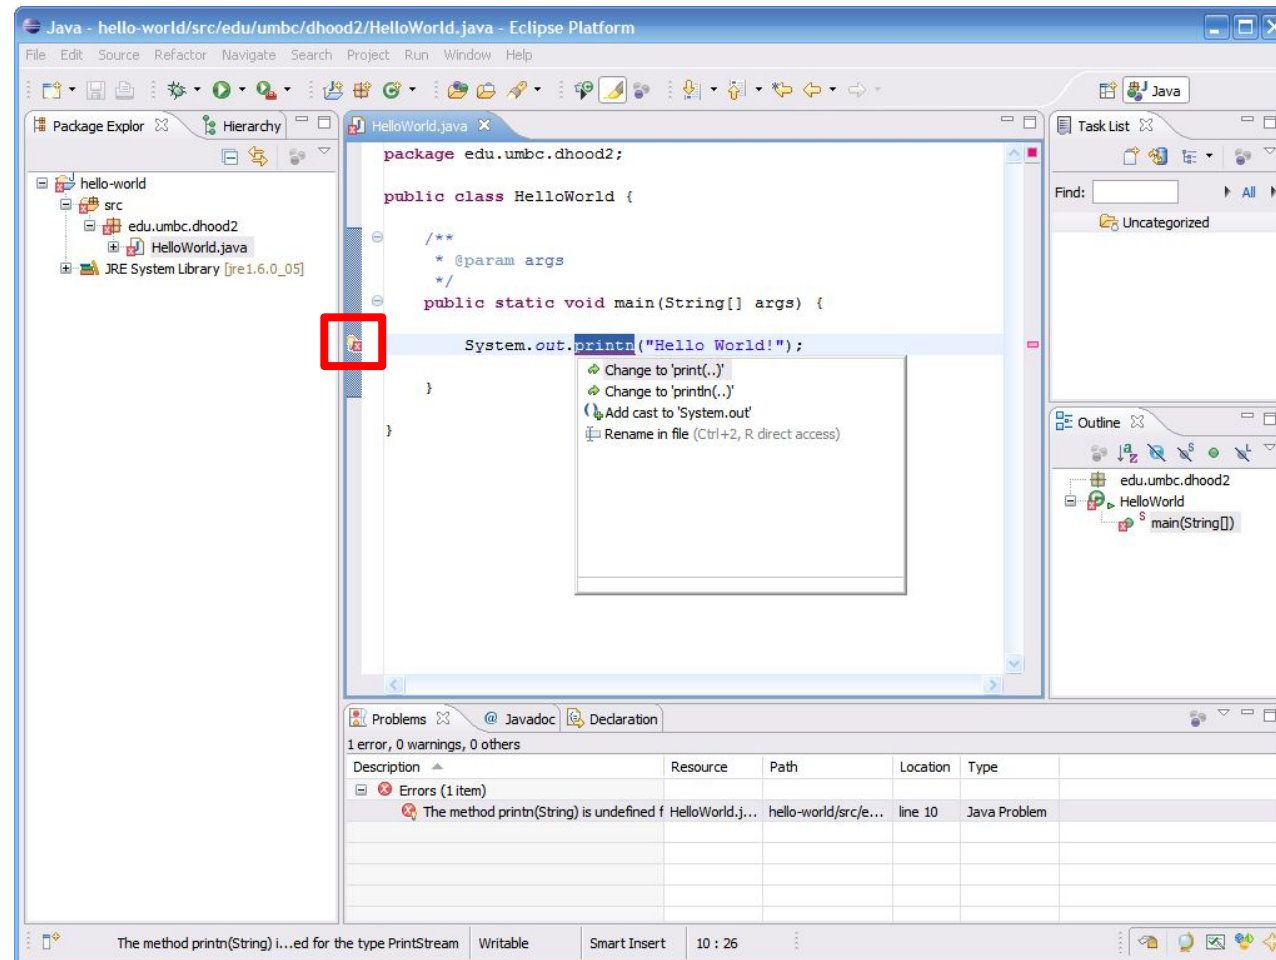 Java - hello-world/src/edu/umbc/dhood2/HelloWorld.java - Eclipse Platform
File Edit Source Refactor Navigate Search Project Run Window Help
Java
Package Explor
Hierarchy
hello-world
src
edu.umbc.dhood2
HelloWorld.java
JRE System Library [jre1.6.0_05]
HelloWorld.java
package edu.umbc.dhood2;
public class HelloWorld {
/**
* @param args
*/
public static void main(String[] args) {
System.out.printn("Hello World!");
}
}
Change to 'print(..)'
Change to 'println(..)'
Add cast to 'System.out'
Rename in file (Ctrl+2, R direct access)
Task List
Find:
All
Uncategorized
Outline
edu.umbc.dhood2
HelloWorld
S main(String[])
Problems
@ Javadoc
Declaration
1 error, 0 warnings, 0 others
Description Resource Path Location Type
Errors (1 item)
The method printn(String) is undefined f HelloWorld.j... hello-world/src/e... line 10 Java Problem
The method printn(String) i...ed for the type PrintStream Writable Smart Insert 10 : 26